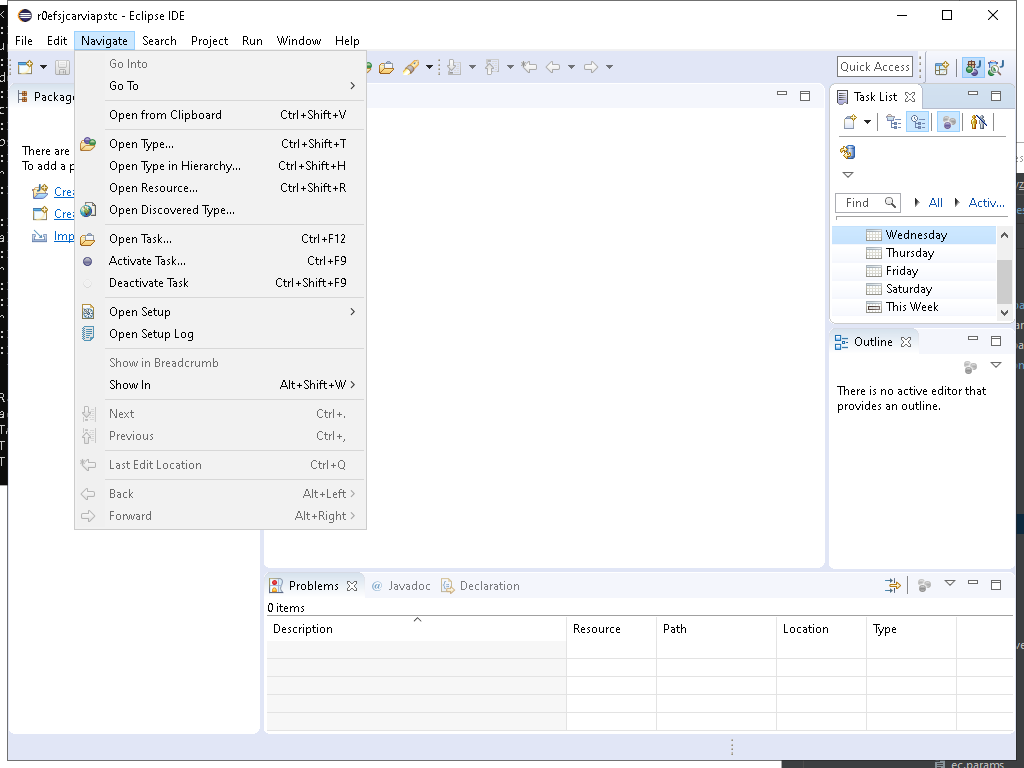 r0efsjcarviapstc - Eclipse IDE
File Edit Navigate Search Project Run Window Help
Quick Access
Go Into
Go To
Open from Clipboard Ctrl+Shift+V
Open Type... Ctrl+Shift+T
Open Type in Hierarchy... Ctrl+Shift+H
Open Resource... Ctrl+Shift+R
Open Discovered Type...
Open Task... Ctrl+F12
Activate Task... Ctrl+F9
Deactivate Task Ctrl+Shift+F9
Open Setup
Open Setup Log
Show in Breadcrumb
Show In Alt+Shift+W
Next Ctrl+.
Previous Ctrl+,
Last Edit Location Ctrl+Q
Back Alt+Left
Forward Alt+Right
Package
There are
To add a p
Crea
Crea
Imp
Task List
Find All Activ...
Wednesday
Thursday
Friday
Saturday
This Week
Outline
There is no active editor that
provides an outline.
Problems @ Javadoc Declaration
0 items
Description Resource Path Location Type
ec.params